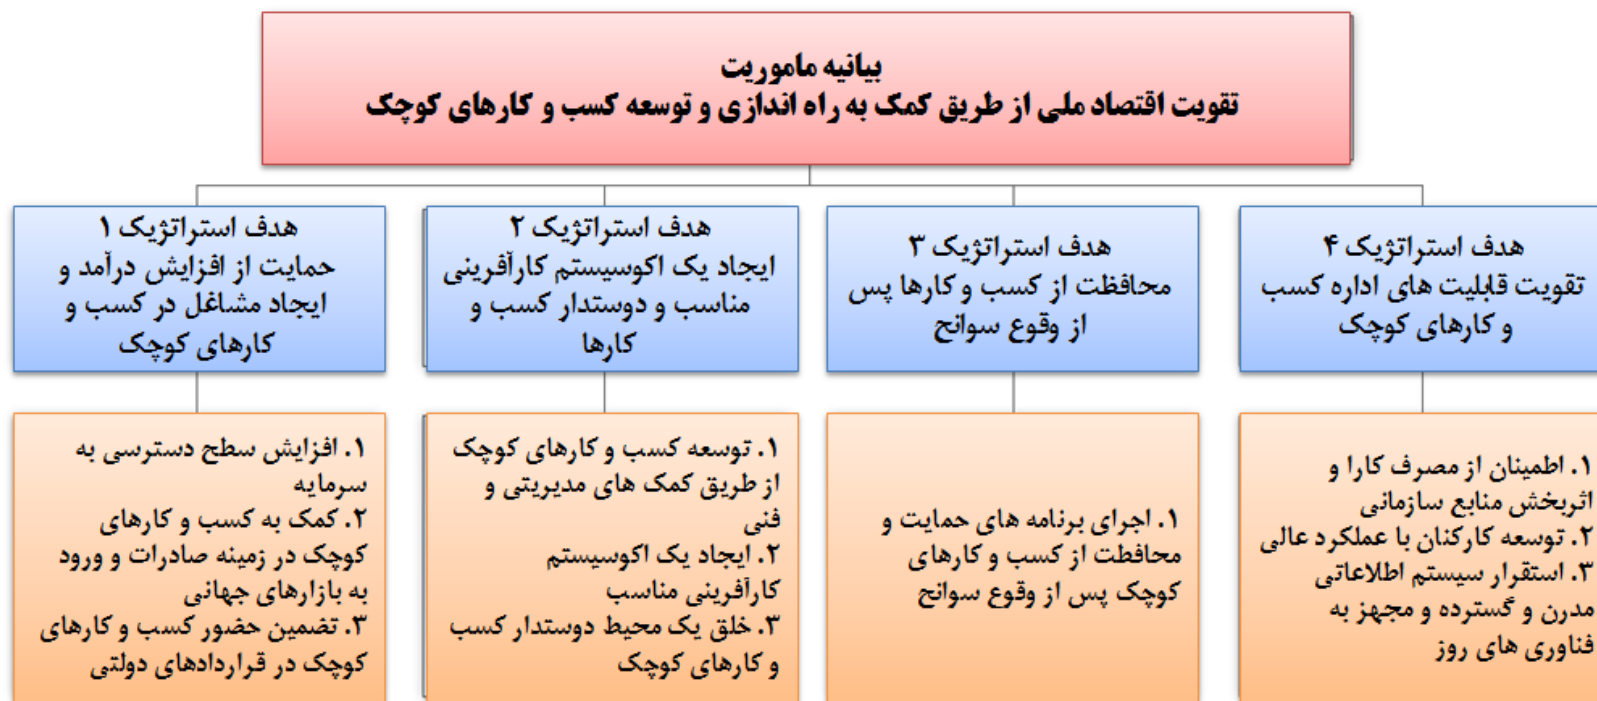 بیانیه ماموریت
تقویت اقتصاد ملی از طریق کمک به راه اندازی و توسعه کسب و کارهای کوچک
هدف استراتژیک ۱
حمایت از افزایش درآمد و
ایجاد مشاغل در کسب و
کارهای کوچک
هدف استراتژیک ۲
ایجاد یک اکوسیستم کارآفرینی
مناسب و دوستدار کسب و
کارها
هدف استراتژیک ۳
محافظت از کسب و کارها پس
از وقوع سوانح
هدف استراتژیک ۴
تقویت قابلیت های اداره کسب
و کارهای کوچک
۱. افزایش سطح دسترسی به
سرمایه
۲. کمک به کسب و کارهای
کوچک در زمینه صادرات و ورود
به بازارهای جهانی
۳. تضمین حضور کسب و کارهای
کوچک در قراردادهای دولتی
۱. توسعه کسب و کارهای کوچک
از طریق کمک های مدیریتی و
فنی
۲. ایجاد یک اکوسیستم
کارآفرینی مناسب
۳. خلق یک محیط دوستدار کسب
و کارهای کوچک
۱. اجرای برنامه های حمایت و
محافظت از کسب و کارهای
کوچک پس از وقوع سوانح
۱. اطمینان از مصرف کارا و
اثربخش منابع سازمانی
۲. توسعه کارکنان با عملکرد عالی
۳. استقرار سیستم اطلاعاتی
مدرن و گسترده و مجهز به
فناوری های روز